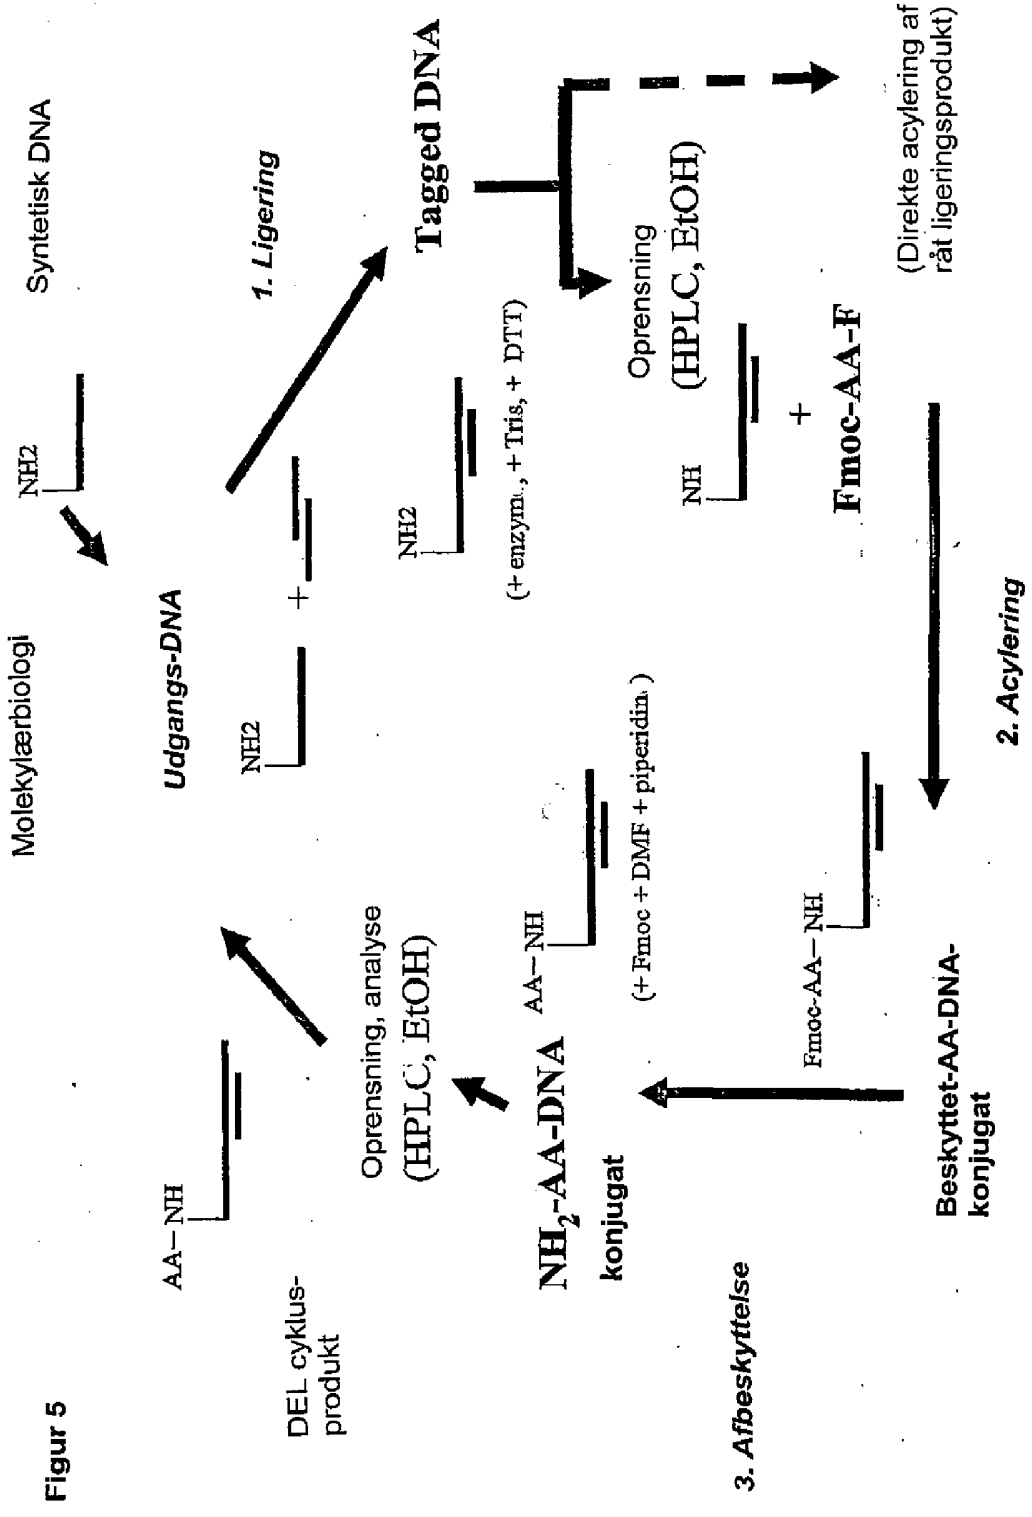 Figur 5
Molekylærbiologi
Syntetisk DNA
NH2
Udgangs-DNA
NH2
+
1. Ligering
Tagged DNA
NH2
(+ enzym, + Tris, + DTT)
Oprensning
(HPLC, EtOH)
NH
+
Fmoc-AA-F
(Direkte acylering af
råt ligeringsprodukt)
2. Acylering
Fmoc-AA—NH
Beskyttet-AA-DNA-
konjugat
3. Afbeskyttelse
NH2-AA-DNA
konjugat
AA—NH
(+ Fmoc + DMF + piperidin)
Oprensning, analyse
(HPLC, EtOH)
AA—NH
DEL cyklus-
produkt